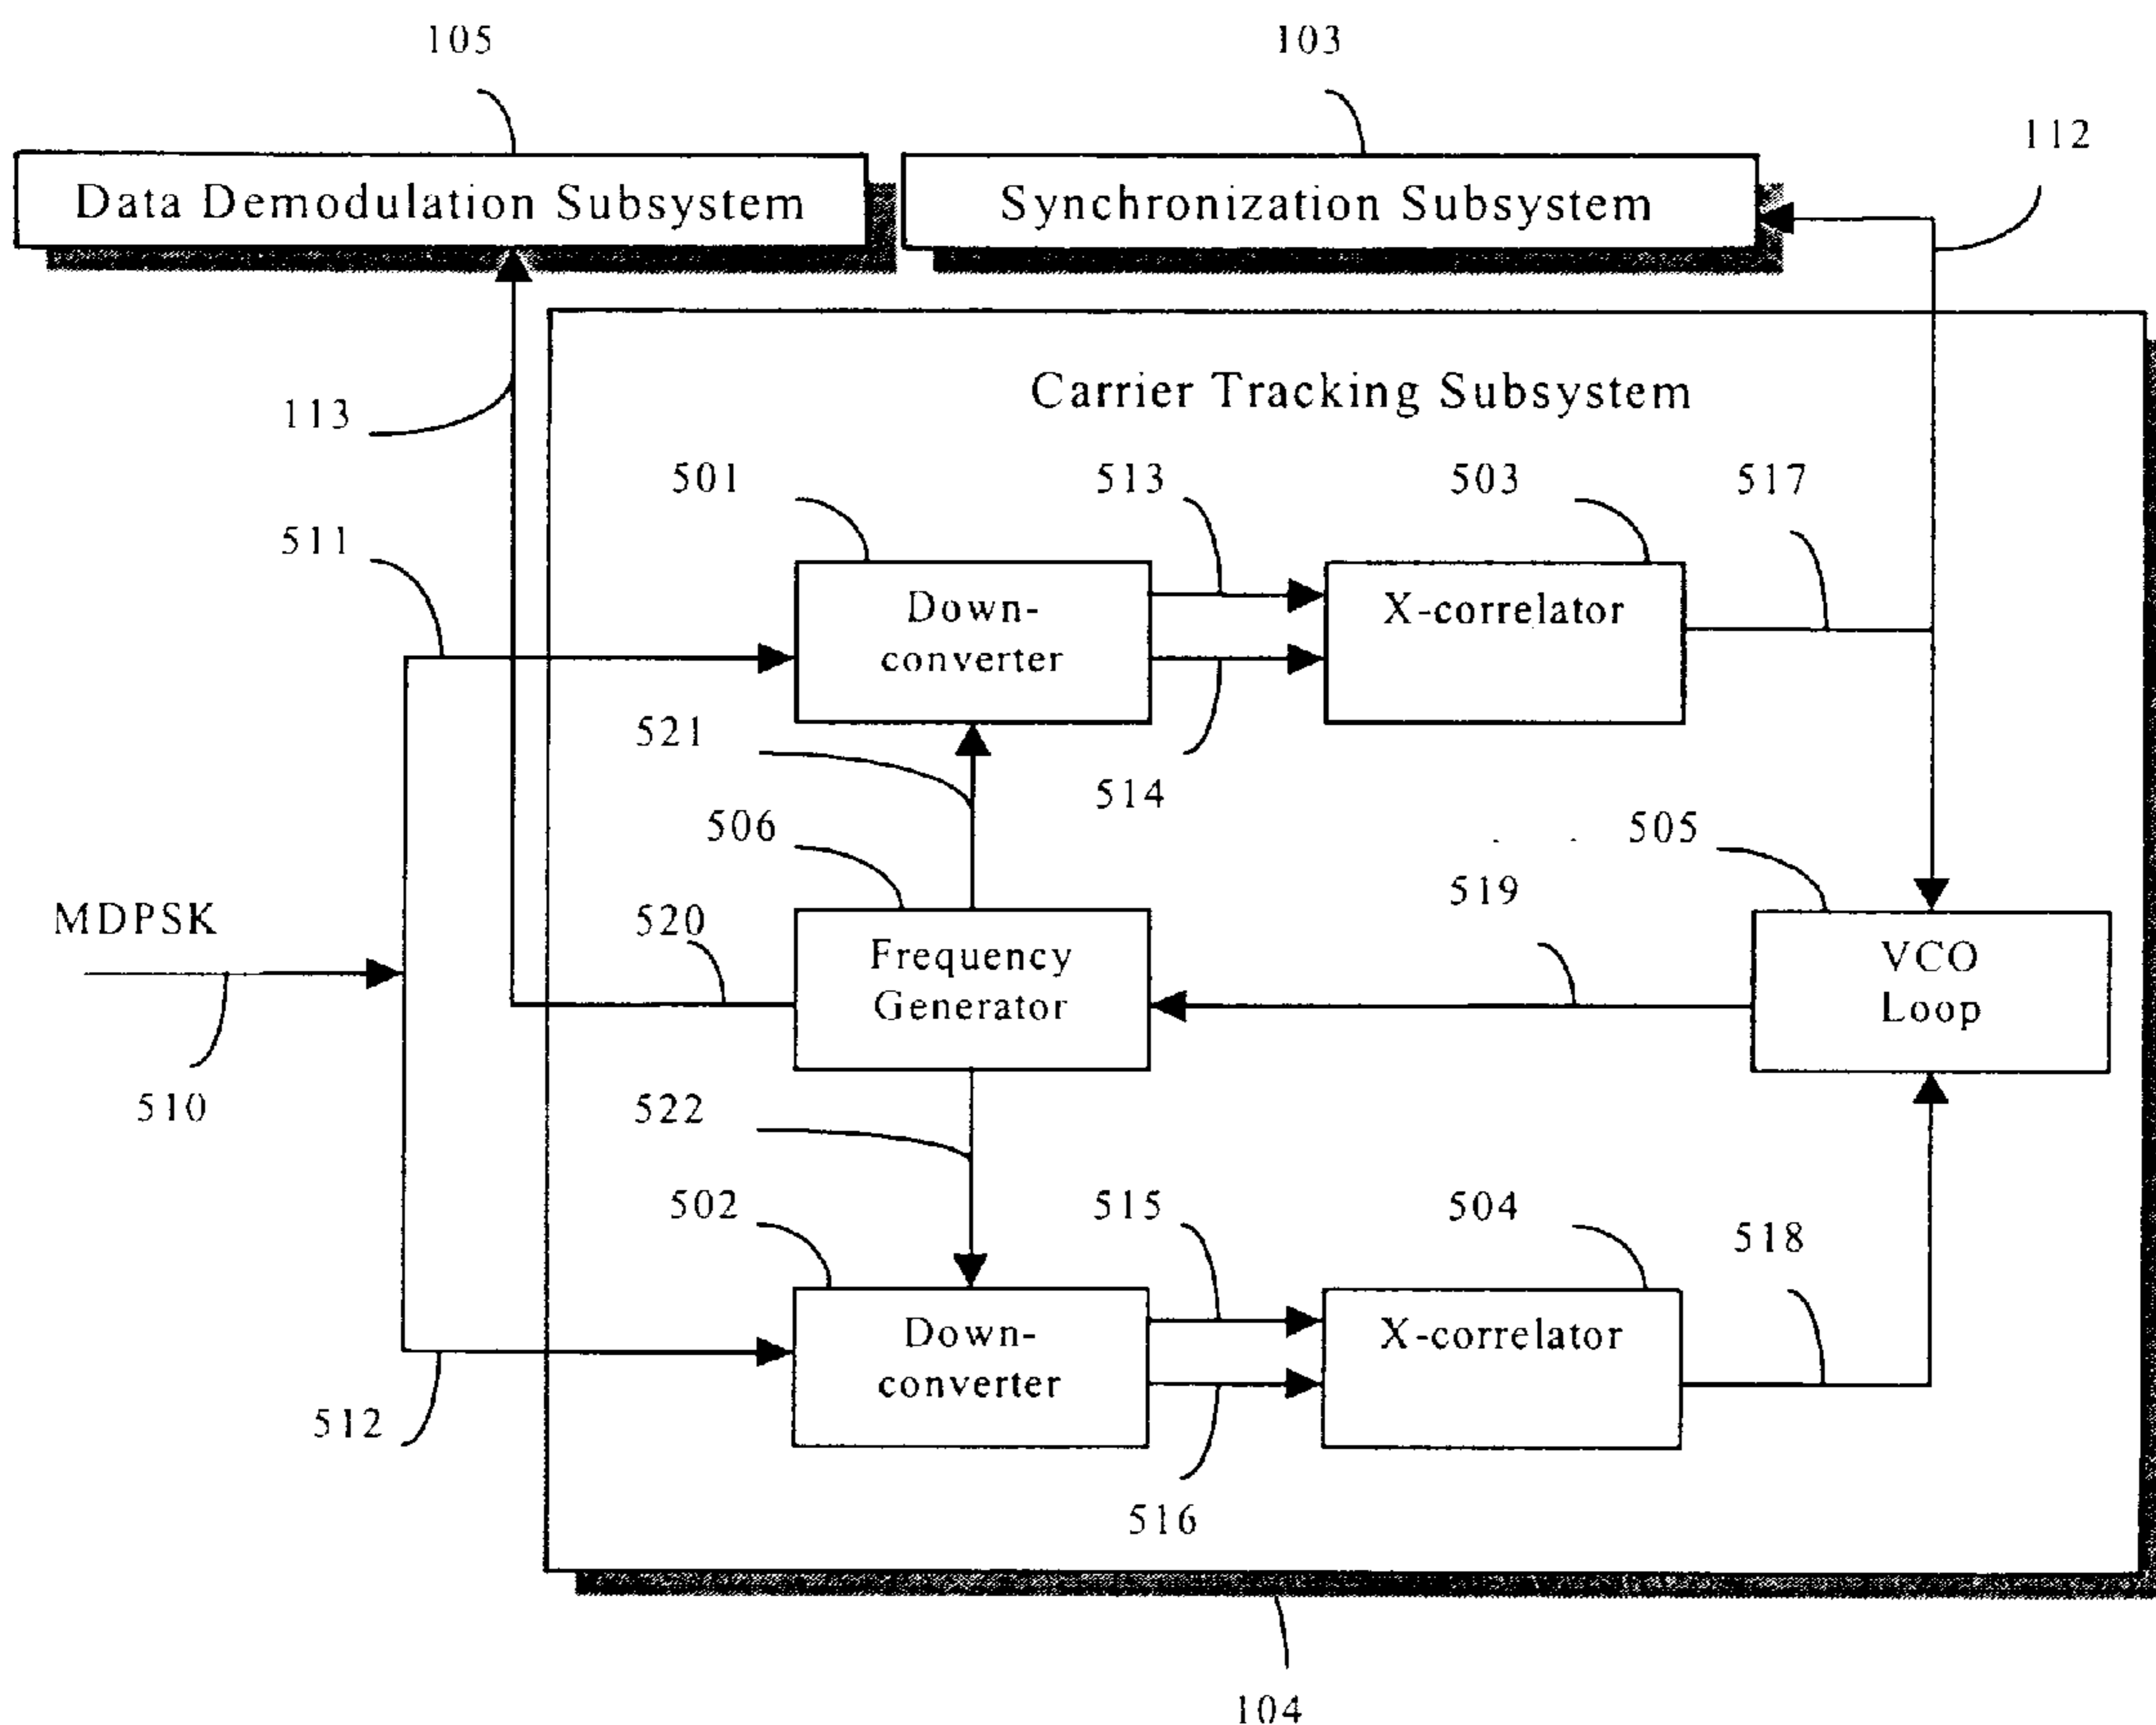 105
103
112
Data Demodulation Subsystem
Synchronization Subsystem
Carrier Tracking Subsystem
113
501
513
503
517
511
Down-
converter
X-correlator
521
514
506
505
519
MDPSK
520
Frequency
Generator
VCO
Loop
510
522
502
515
504
518
Down-
converter
X-correlator
512
516
104